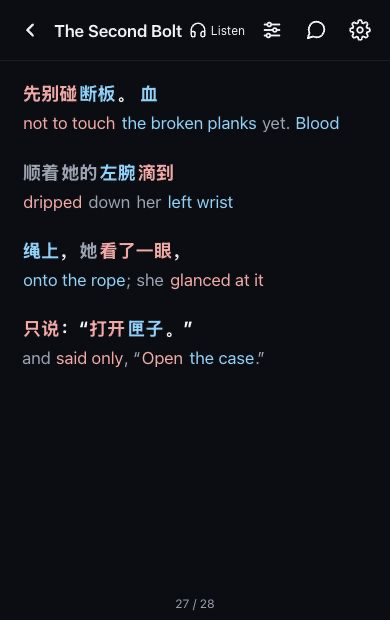 The Second Bolt Listen
先别碰断板。血
not to touch the broken planks yet. Blood
顺着她的左腕滴到
dripped down her left wrist
绳上，她看了一眼，
onto the rope; she glanced at it
只说：“打开匣子。”
and said only, “Open the case.”
27 / 28